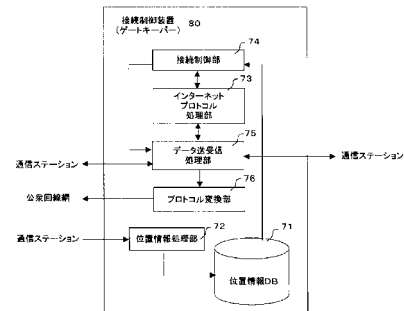 接続制御装置 80
(ゲートキーパー)
74
接続制御部
73
インターネット
プロトコル
処理部
75
データ送受信
処理部
通信ステーション
通信ステーション
76
公衆回線網
プロトコル変換部
通信ステーション
72
位置情報処理部
71
位置情報DB